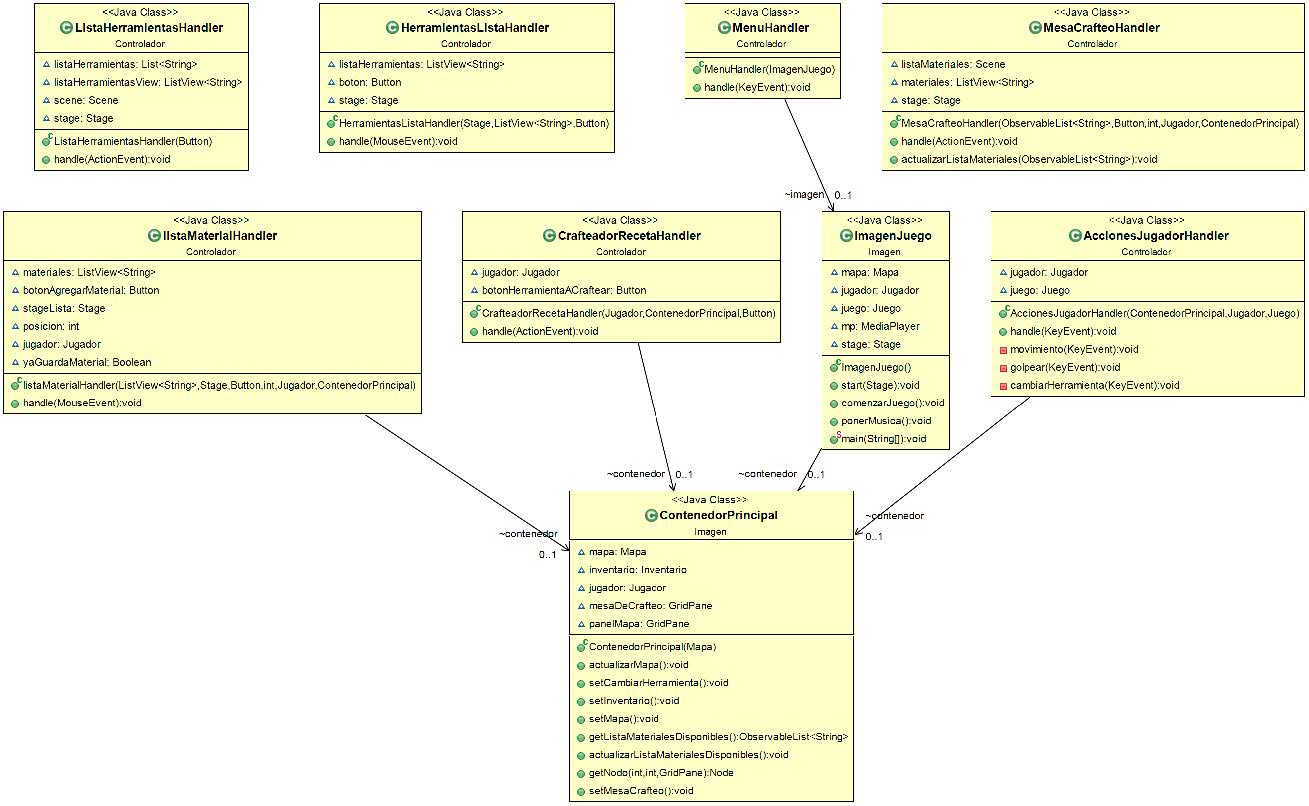 <<Java Class>>
ListaHerramientasHandler
Controlador
listaHerramientas: List<String>
listaHerramientasView: ListView<String>
scene: Scene
stage: Stage
ListaHerramientasHandler(Button)
handle(ActionEvent):void
<<Java Class>>
HerramientasListaHandler
Controlador
listaHerramientas: ListView<String>
boton: Button
stage: Stage
HerramientasListaHandler(Stage,ListView<String>,Button)
handle(MouseEvent):void
<<Java Class>>
MenuHandler
Controlador
MenuHandler(ImagenJuego)
handle(KeyEvent):void
<<Java Class>>
MesaCrafteoHandler
Controlador
listaMateriales: Scene
materiales: ListView<String>
stage: Stage
MesaCrafteoHandler(ObservableList<String>,Button,int,Jugador,ContenedorPrincipal)
handle(ActionEvent):void
actualizarListaMateriales(ObservableList<String>):void
~imagen 0..1
<<Java Class>>
listaMaterialHandler
Controlador
materiales: ListView<String>
botonAgregarMaterial: Button
stageLista: Stage
posicion: int
jugador: Jugador
yaGuardaMaterial: Boolean
listaMaterialHandler(ListView<String>,Stage,Button,int,Jugador,ContenedorPrincipal)
handle(MouseEvent):void
<<Java Class>>
CrafteadorRecetaHandler
Controlador
jugador: Jugador
botonHerramientaACraftear: Button
CrafteadorRecetaHandler(Jugador,ContenedorPrincipal,Button)
handle(ActionEvent):void
<<Java Class>>
ImagenJuego
Imagen
mapa: Mapa
jugador: Jugador
juego: Juego
mp: MediaPlayer
stage: Stage
ImagenJuego()
start(Stage):void
comenzarJuego():void
ponerMusica():void
main(String[]):void
<<Java Class>>
AccionesJugadorHandler
Controlador
jugador: Jugador
juego: Juego
AccionesJugadorHandler(ContenedorPrincipal,Jugador,Juego)
handle(KeyEvent):void
movimiento(KeyEvent):void
golpear(KeyEvent):void
cambiarHerramienta(KeyEvent):void
~contenedor 0..1
~contenedor 0..1
~contenedor
0..1
~contenedor
0..1
<<Java Class>>
ContenedorPrincipal
Imagen
mapa: Mapa
inventario: Inventario
jugador: Jugador
mesaDeCrafteo: GridPane
panelMapa: GridPane
ContenedorPrincipal(Mapa)
actualizarMapa():void
setCambiarHerramienta():void
setInventario():void
setMapa():void
getListaMaterialesDisponibles():ObservableList<String>
actualizarListaMaterialesDisponibles():void
getNodo(int,int,GridPane):Node
setMesaCrafteo():void